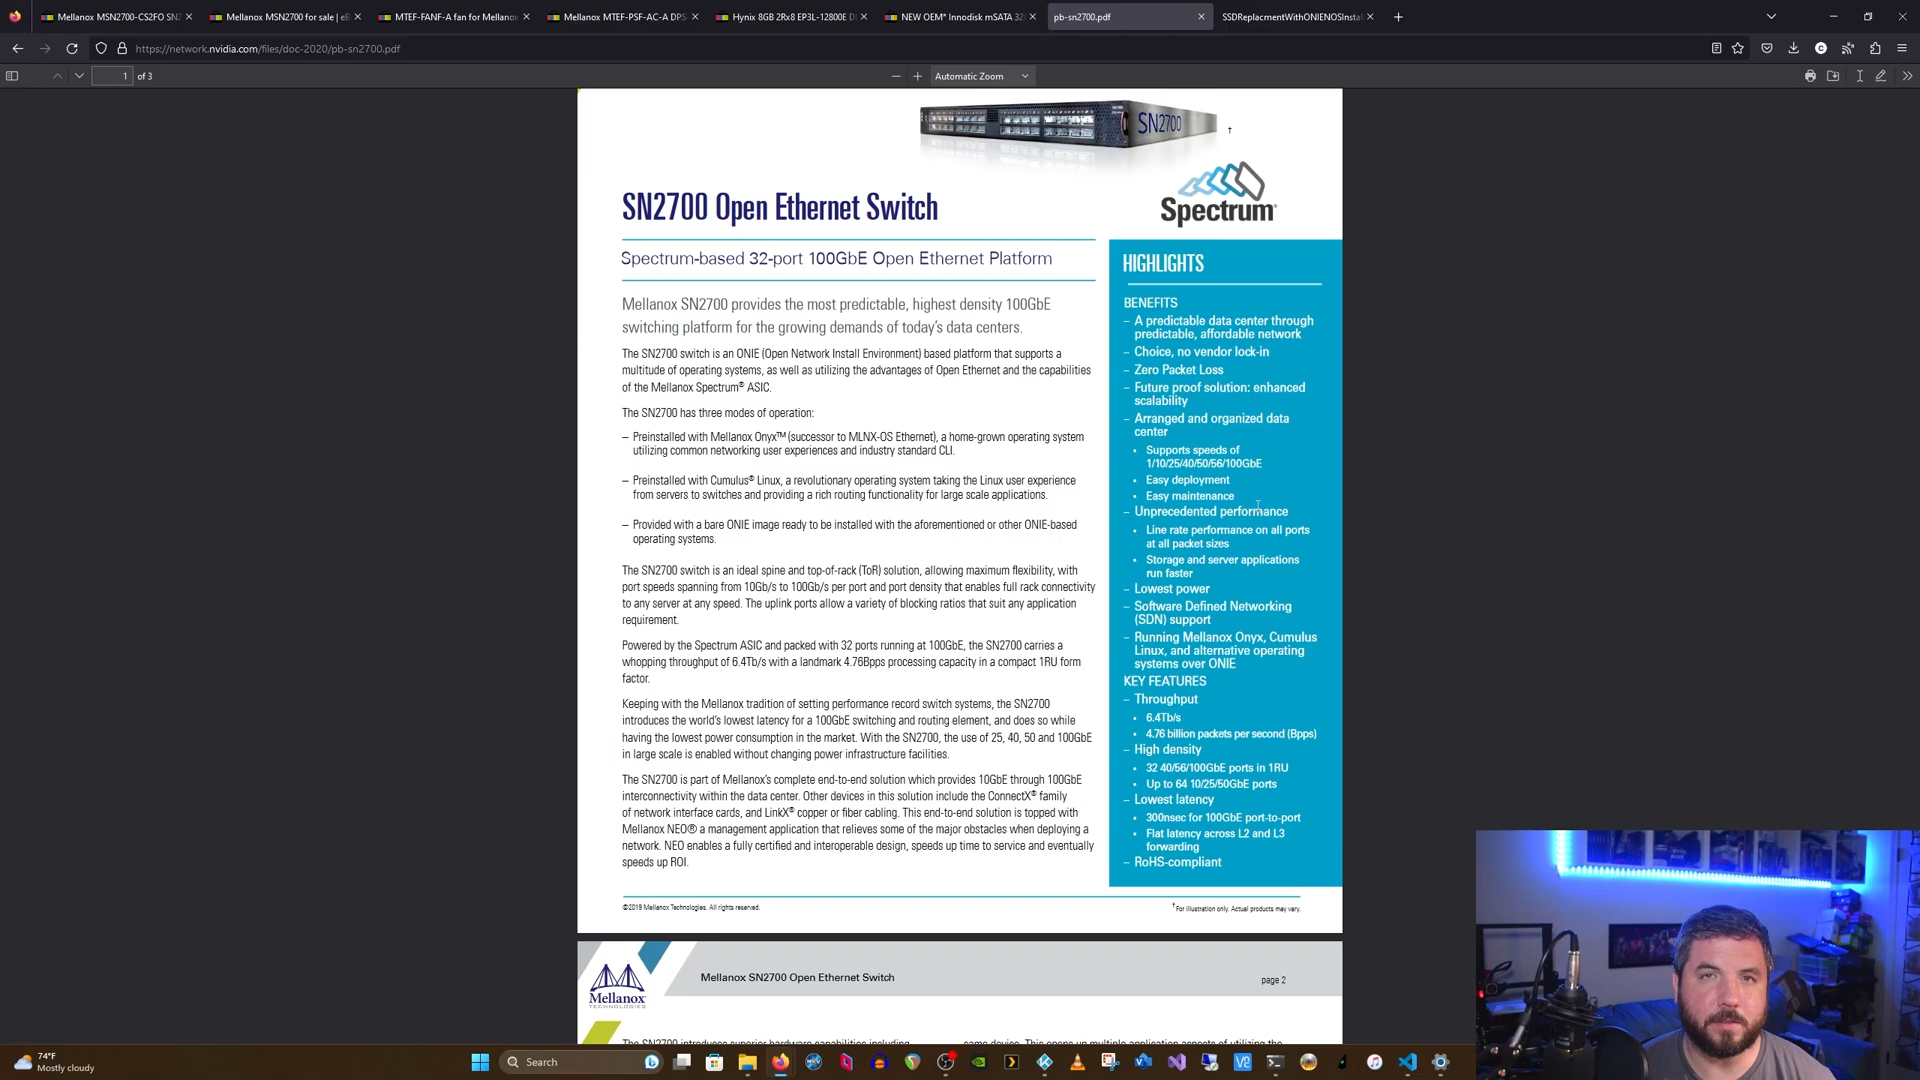 Mellanox MSN2700-CS2FO SN2
Mellanox MSN2700 for sale | eB
MTEF-FANF-A fan for Mellanox
Mellanox MTEF-PSF-AC-A DPS-
Hynix 8GB 2Rx8 EP3L-12800E D
NEW OEM* Innodisk mSATA 32
pb-sn2700.pdf
SSDReplacmentWithONIENOSInstal
https://network.nvidia.com/files/doc-2020/pb-sn2700.pdf
1 of 3
Automatic Zoom
SN2700
†
Spectrum
SN2700 Open Ethernet Switch
Spectrum-based 32-port 100GbE Open Ethernet Platform
Mellanox SN2700 provides the most predictable, highest density 100GbE
switching platform for the growing demands of today's data centers.
The SN2700 switch is an ONIE (Open Network Install Environment) based platform that supports a
multitude of operating systems, as well as utilizing the advantages of Open Ethernet and the capabilities
of the Mellanox Spectrum® ASIC.
The SN2700 has three modes of operation:
– Preinstalled with Mellanox Onyx™ (successor to MLNX-OS Ethernet), a home-grown operating system
utilizing common networking user experiences and industry standard CLI.
– Preinstalled with Cumulus® Linux, a revolutionary operating system taking the Linux user experience
from servers to switches and providing a rich routing functionality for large scale applications.
– Provided with a bare ONIE image ready to be installed with the aforementioned or other ONIE-based
operating systems.
The SN2700 switch is an ideal spine and top-of-rack (ToR) solution, allowing maximum flexibility, with
port speeds spanning from 10Gb/s to 100Gb/s per port and port density that enables full rack connectivity
to any server at any speed. The uplink ports allow a variety of blocking ratios that suit any application
requirement.
Powered by the Spectrum ASIC and packed with 32 ports running at 100GbE, the SN2700 carries a
whopping throughput of 6.4Tb/s with a landmark 4.76Bpps processing capacity in a compact 1RU form
factor.
Keeping with the Mellanox tradition of setting performance record switch systems, the SN2700
introduces the world's lowest latency for a 100GbE switching and routing element, and does so while
having the lowest power consumption in the market. With the SN2700, the use of 25, 40, 50 and 100GbE
in large scale is enabled without changing power infrastructure facilities.
The SN2700 is part of Mellanox's complete end-to-end solution which provides 10GbE through 100GbE
interconnectivity within the data center. Other devices in this solution include the ConnectX® family
of network interface cards, and LinkX® copper or fiber cabling. This end-to-end solution is topped with
Mellanox NEO® a management application that relieves some of the major obstacles when deploying a
network. NEO enables a fully certified and interoperable design, speeds up time to service and eventually
speeds up ROI.
HIGHLIGHTS
BENEFITS
– A predictable data center through
predictable, affordable network
– Choice, no vendor lock-in
– Zero Packet Loss
– Future proof solution: enhanced
scalability
– Arranged and organized data
center
• Supports speeds of
1/10/25/40/50/56/100GbE
• Easy deployment
• Easy maintenance
– Unprecedented performance
• Line rate performance on all ports
at all packet sizes
• Storage and server applications
run faster
– Lowest power
– Software Defined Networking
(SDN) support
– Running Mellanox Onyx, Cumulus
Linux, and alternative operating
systems over ONIE
KEY FEATURES
– Throughput
• 6.4Tb/s
• 4.76 billion packets per second (Bpps)
– High density
• 32 40/56/100GbE ports in 1RU
• Up to 64 10/25/50GbE ports
– Lowest latency
• 300nsec for 100GbE port-to-port
• Flat latency across L2 and L3
forwarding
– RoHS-compliant
©2019 Mellanox Technologies. All rights reserved.
† For illustration only. Actual products may vary.
Mellanox
TECHNOLOGIES
Mellanox SN2700 Open Ethernet Switch
page 2
The SN2700 introduces superior hardware capabilities including
same device. This opens up multiple application aspects of utilizing the
74°F
Mostly cloudy
Search